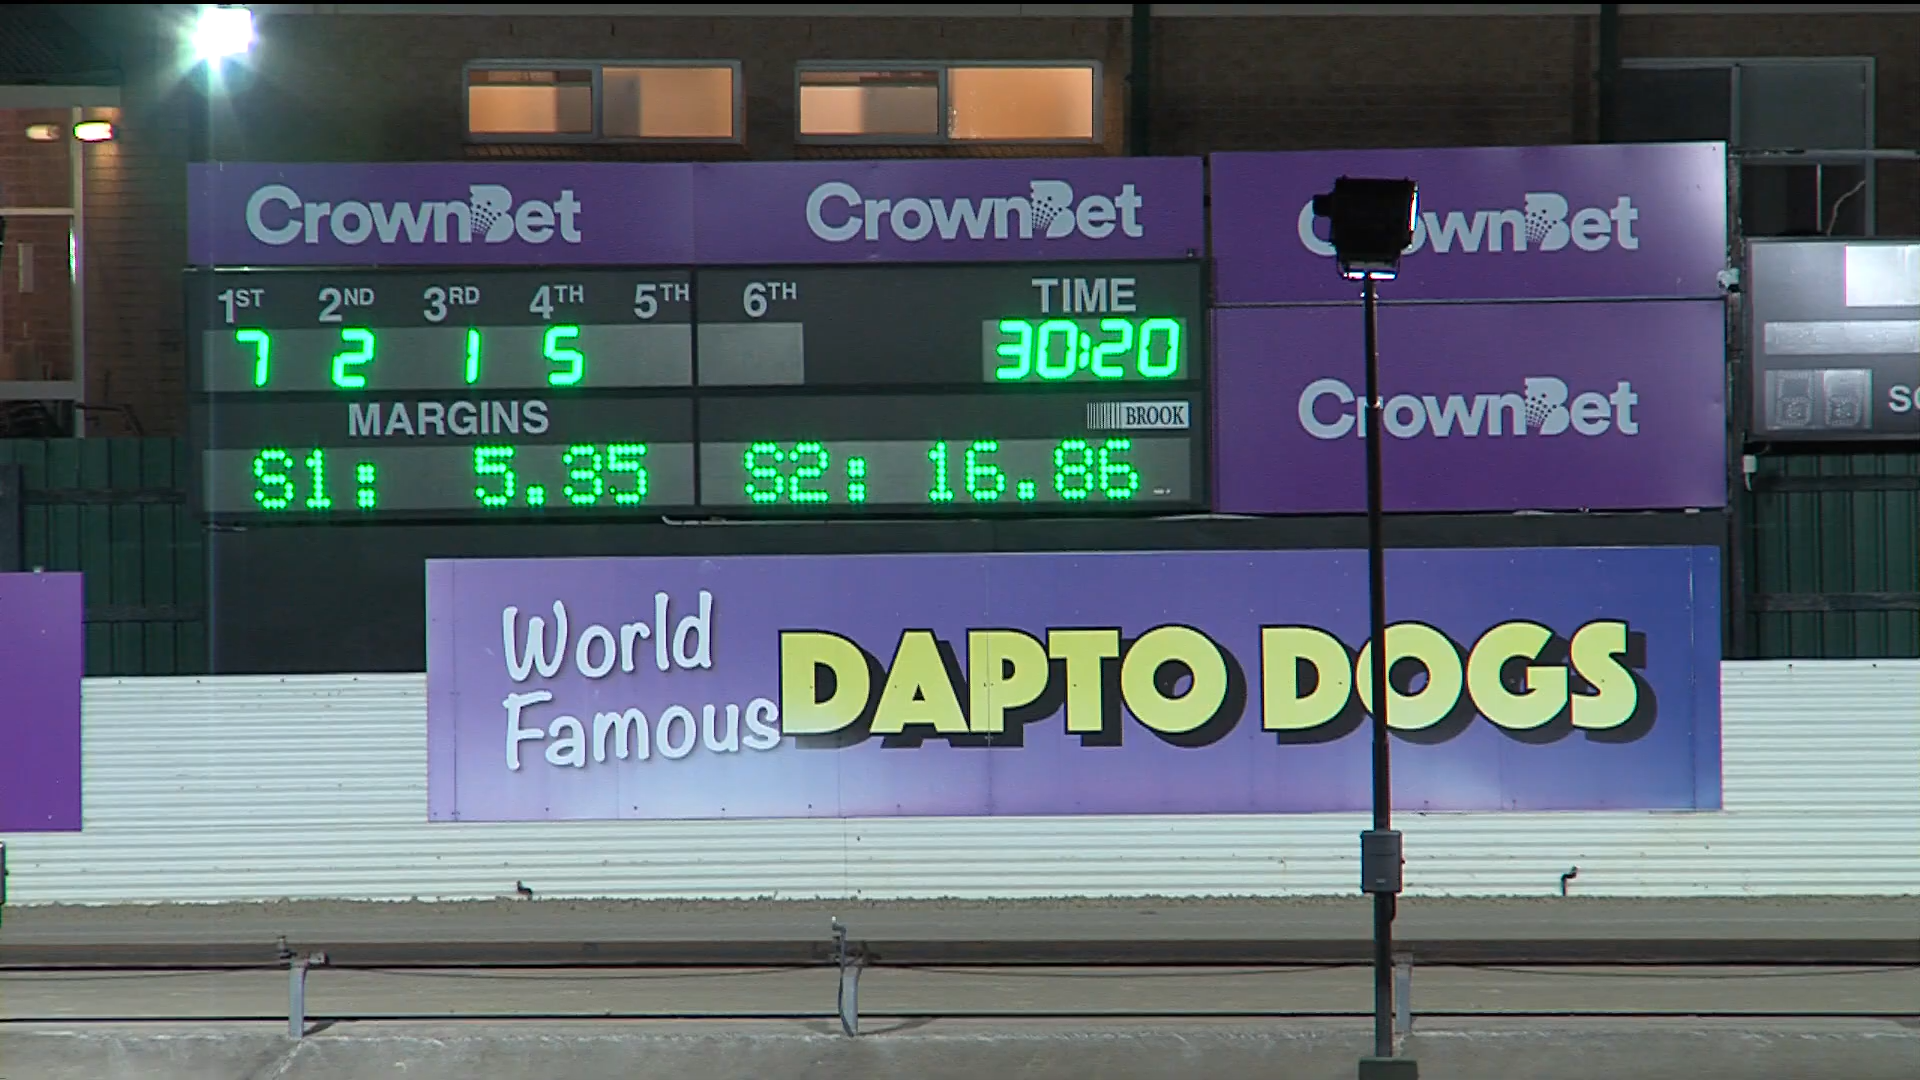 CrownBet CrownBet CrownBet
1ST 2ND 3RD 4TH 5TH 6TH TIME
7 2 1 5 30:20
MARGINS BROOK
CrownBet
S1: 5.35 S2: 16.86
World
Famous
DAPTO DOGS